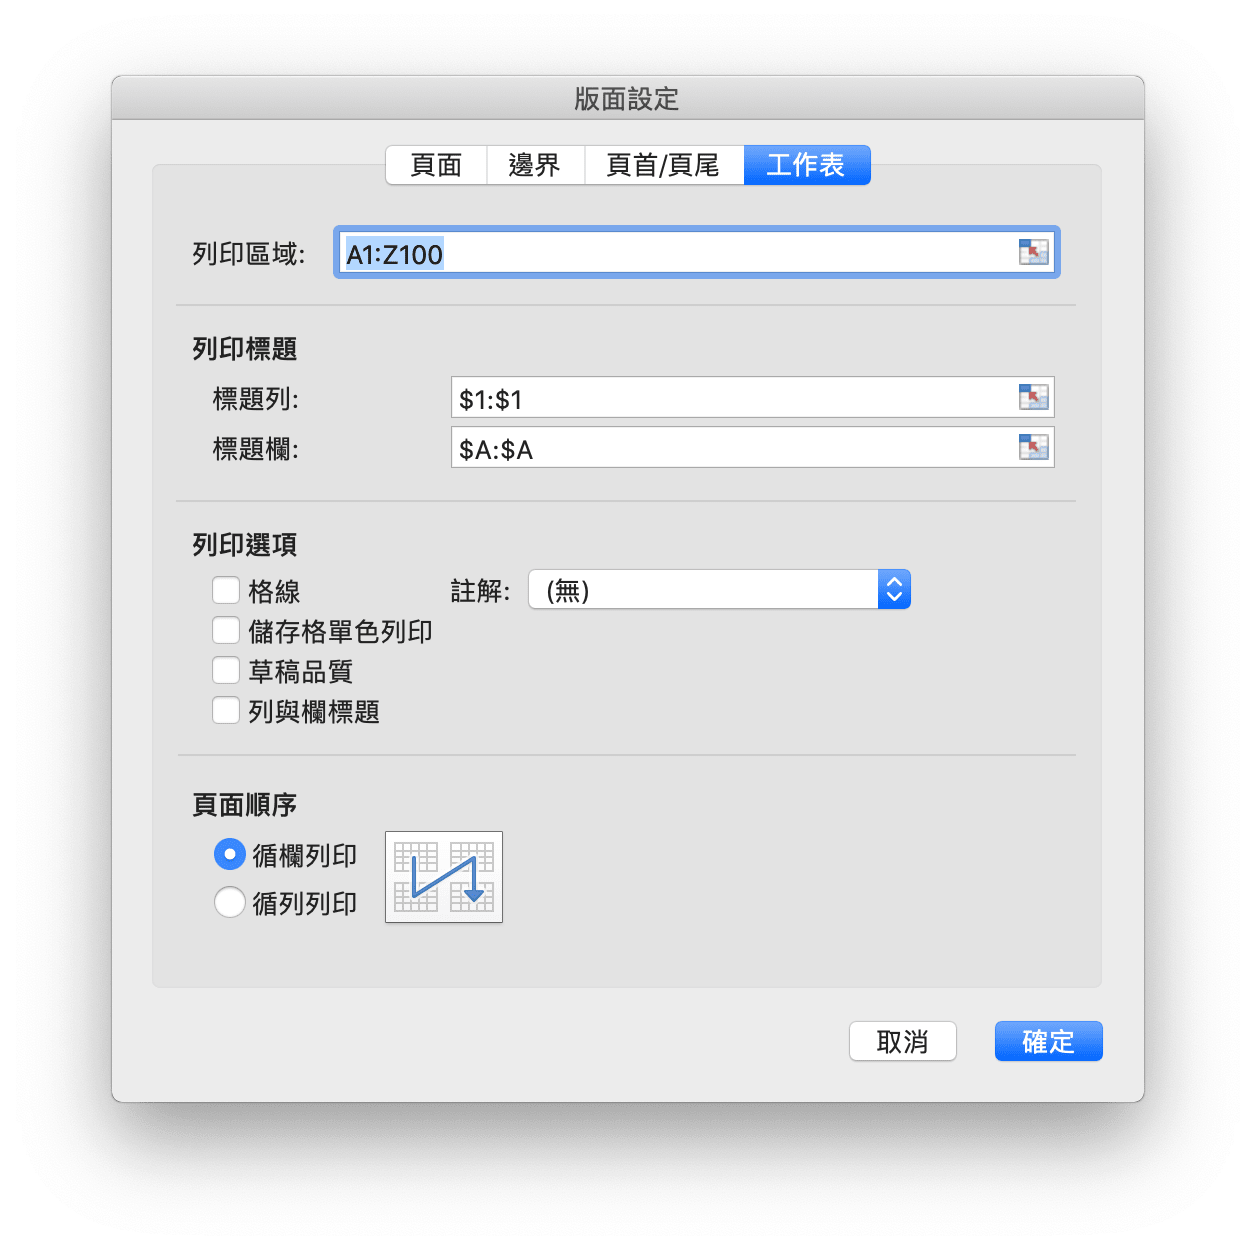 版面設定
頁面 邊界 頁首/頁尾 工作表
列印區域: A1:Z100
列印標題
標題列: $1:$1
標題欄: $A:$A
列印選項
格線 註解: (無)
儲存格單色列印
草稿品質
列與欄標題
頁面順序
循欄列印
循列列印
取消 確定